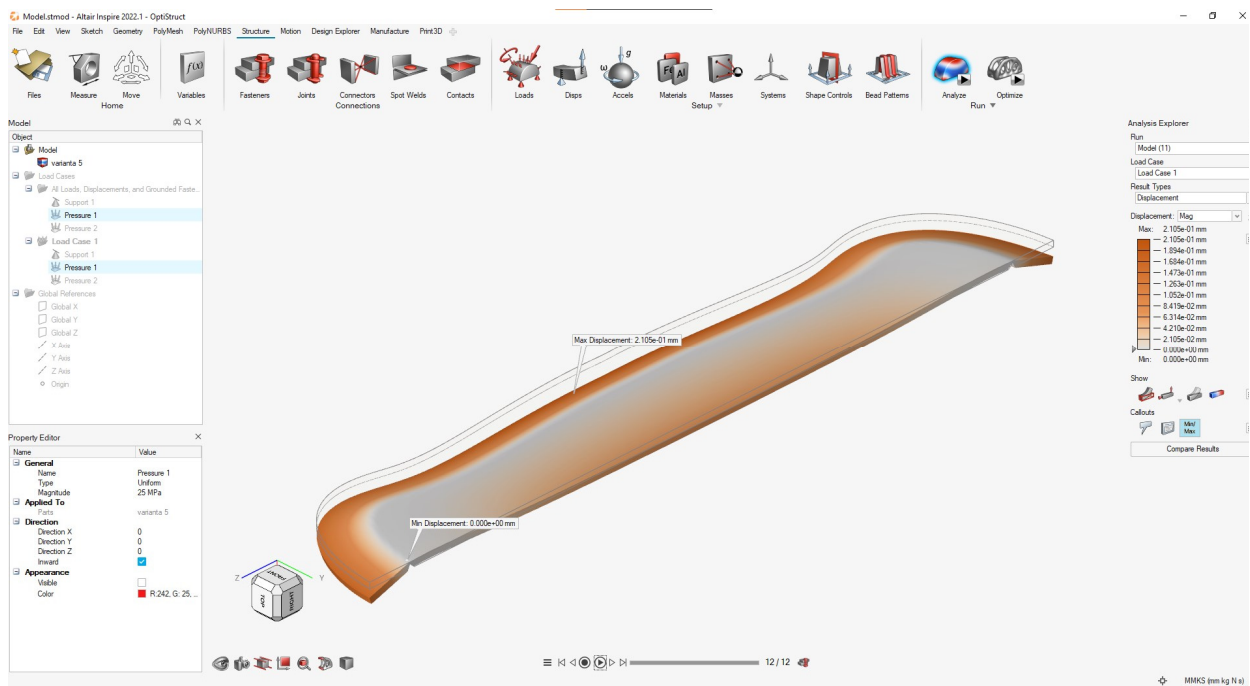 Model.stmod - Altair Inspire 2022.1 - OptiStruct
File Edit View Sketch Geometry PolyMesh PolyNURBS Structure Motion Design Explorer Manufacture Print3D
f(x) ω g Fe Al
Files Measure Move Variables Fasteners Joints Connectors Spot Welds Contacts Loads Disps Accels Materials Masses Systems Shape Controls Bead Patterns Analyze Optimize
Home Connections Setup Run
Model
Object
Model
varianta 5
Load Cases
All Loads, Displacements, and Grounded Faste...
Support 1
Pressure 1
Pressure 2
Load Case 1
Support 1
Pressure 1
Pressure 2
Global References
Global X
Global Y
Global Z
X Axis
Y Axis
Z Axis
Origin
Property Editor
Name Value
General
Name Pressure 1
Type Uniform
Magnitude 25 MPa
Applied To
Parts varianta 5
Direction
Direction X 0
Direction Y 0
Direction Z 0
Inward
Appearance
Visible
Color R:242, G: 25, ...
Max Displacement: 2.105e-01 mm
Min Displacement: 0.000e+00 mm
Z Y
FRONT
TOP
RIGHT
12 / 12
Analysis Explorer
Run
Model (11)
Load Case
Load Case 1
Result Types
Displacement
Displacement: Mag
Max: 2.105e-01 mm
2.105e-01 mm
1.894e-01 mm
1.684e-01 mm
1.473e-01 mm
1.263e-01 mm
1.052e-01 mm
8.419e-02 mm
6.314e-02 mm
4.210e-02 mm
2.105e-02 mm
0.000e+00 mm
Min: 0.000e+00 mm
Show
Callouts
Min/
Max
Compare Results
MMKS (mm kg N s)